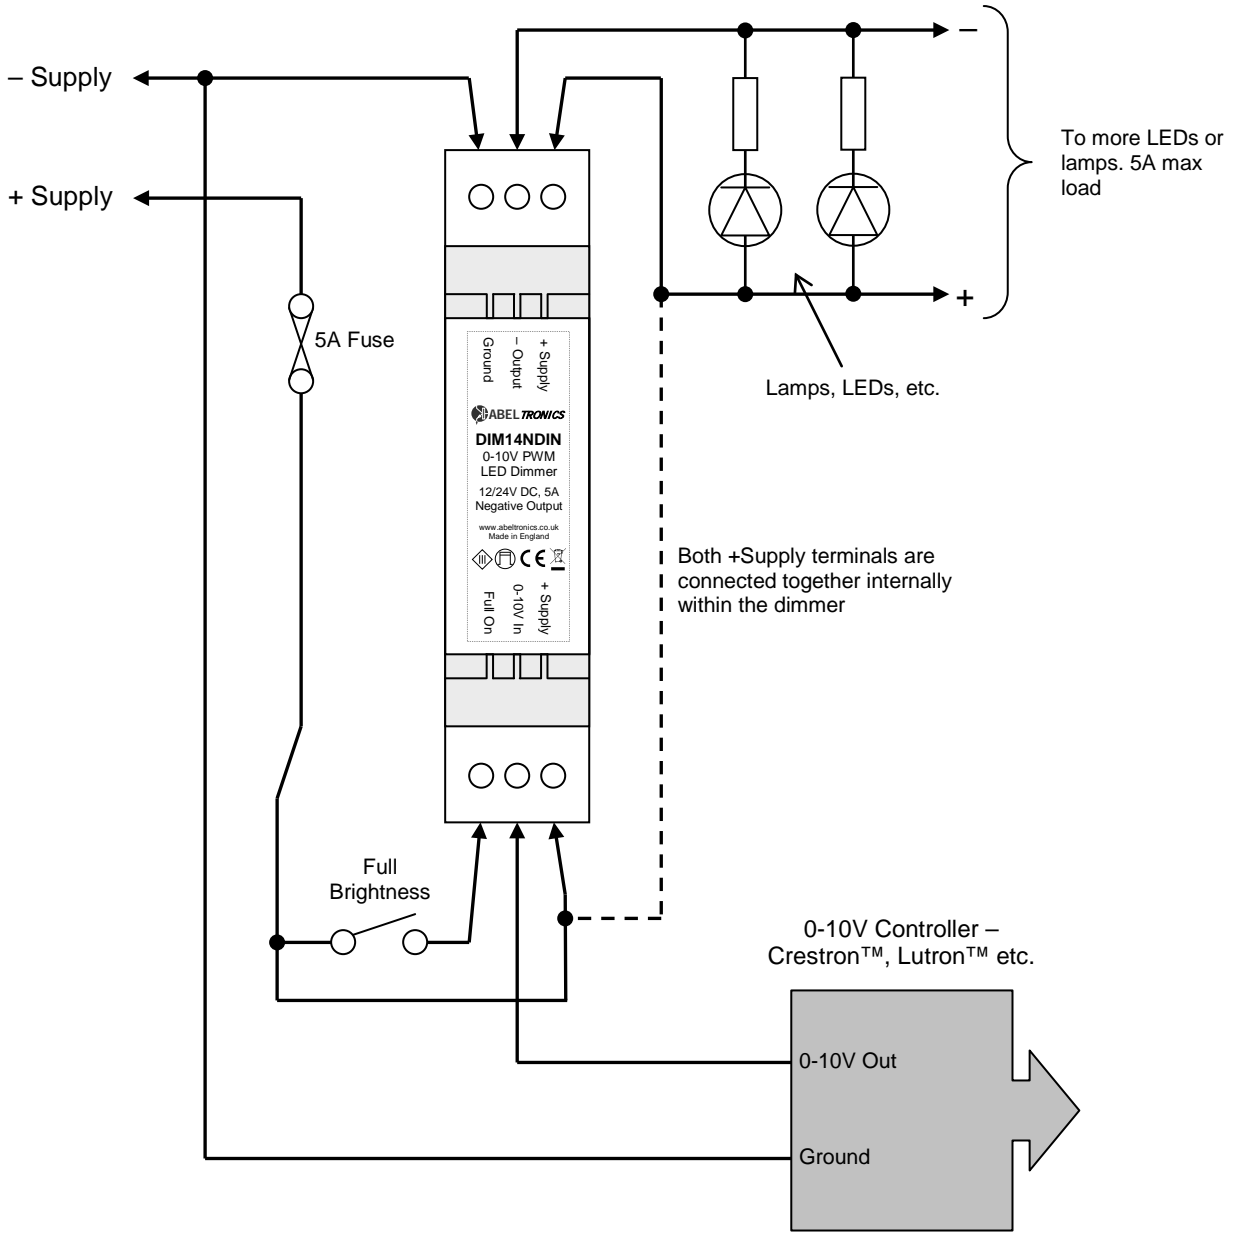 – Supply
+ Supply
–
+
To more LEDs or
lamps. 5A max
load
5A Fuse
Lamps, LEDs, etc.
Ground
– Output
+ Supply
ABELTRONICS
DIM14NDIN
0-10V PWM
LED Dimmer
12/24V DC, 5A
Negative Output
www.abeltronics.co.uk
Made in England
III
CE
Full On
0-10V In
+ Supply
Both +Supply terminals are
connected together internally
within the dimmer
Full
Brightness
0-10V Controller –
Crestron™, Lutron™ etc.
0-10V Out
Ground